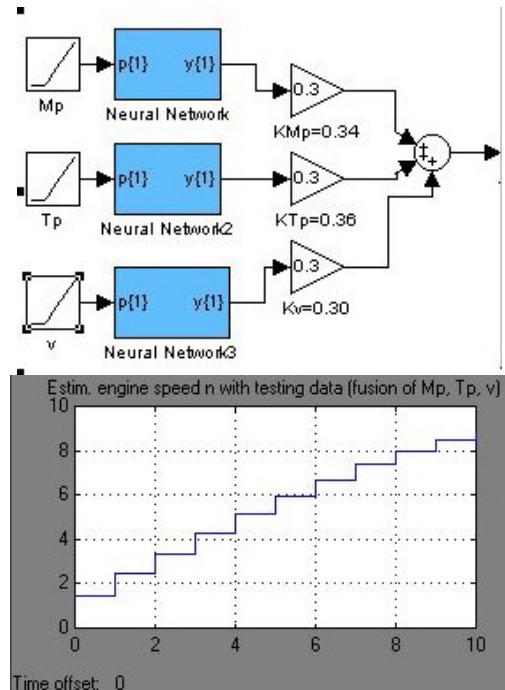 p{1} y{1}
0.3
Mp
Neural Network
KMp=0.34
p{1} y{1}
0.3
Tp
Neural Network2
KTp=0.36
p{1} y{1}
0.3
v
Neural Network3
Kv=0.30
Estim. engine speed n with testing data (fusion of Mp, Tp, v)
10
8
6
4
2
0
0 2 4 6 8 10
Time offset: 0